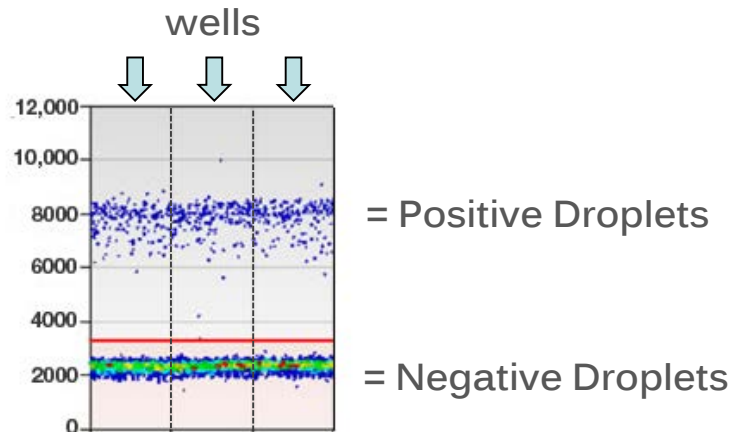 wells
12,000
10,000
8000
= Positive Droplets
6000
4000
2000
= Negative Droplets
0